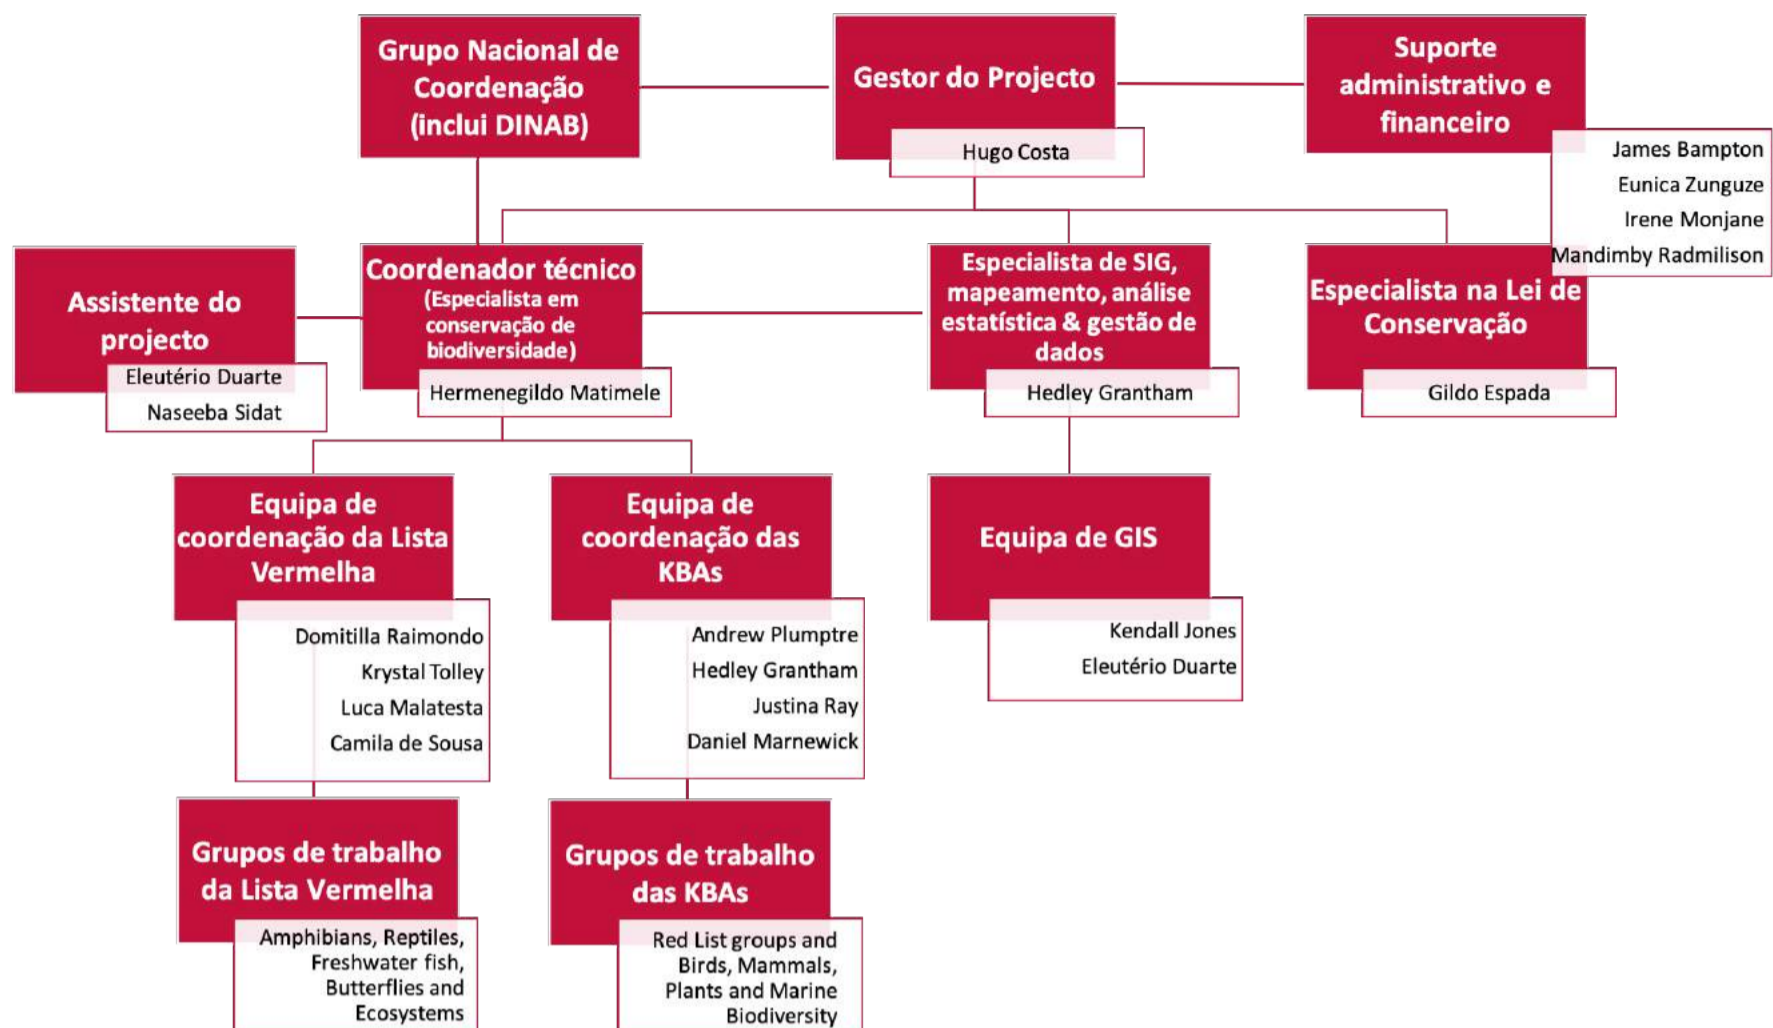 Grupo Nacional de
Coordenação
(inclui DINAB)
Gestor do Projecto
Hugo Costa
Suporte
administrativo e
financeiro
James Bampton
Eunica Zunguze
Irene Monjane
Mandimby Radmilison
Assistente do
projecto
Eleutério Duarte
Naseeba Sidat
Coordenador técnico
(Especialista em
conservação de
biodiversidade)
Hermenegildo Matimele
Especialista de SIG,
mapeamento, análise
estatística & gestão de
dados
Hedley Grantham
Especialista na Lei de
Conservação
Gildo Espada
Equipa de
coordenação da Lista
Vermelha
Domitilla Raimondo
Krystal Tolley
Luca Malatesta
Camila de Sousa
Equipa de
coordenação das
KBAs
Andrew Plumptre
Hedley Grantham
Justina Ray
Daniel Marnewick
Equipa de GIS
Kendall Jones
Eleutério Duarte
Grupos de trabalho
da Lista Vermelha
Amphibians, Reptiles,
Freshwater fish,
Butterflies and
Ecosystems
Grupos de trabalho
das KBAs
Red List groups and
Birds, Mammals,
Plants and Marine
Biodiversity